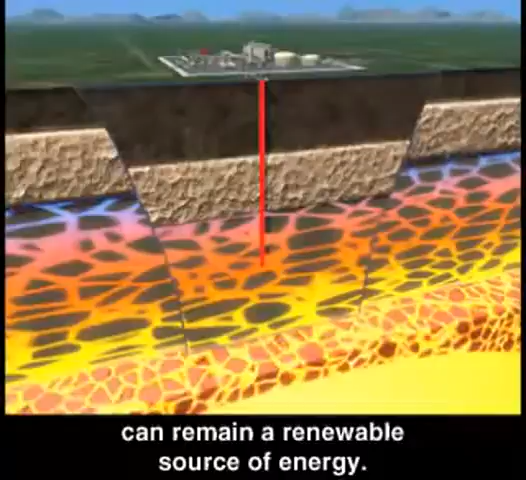 can remain a renewable
source of energy.